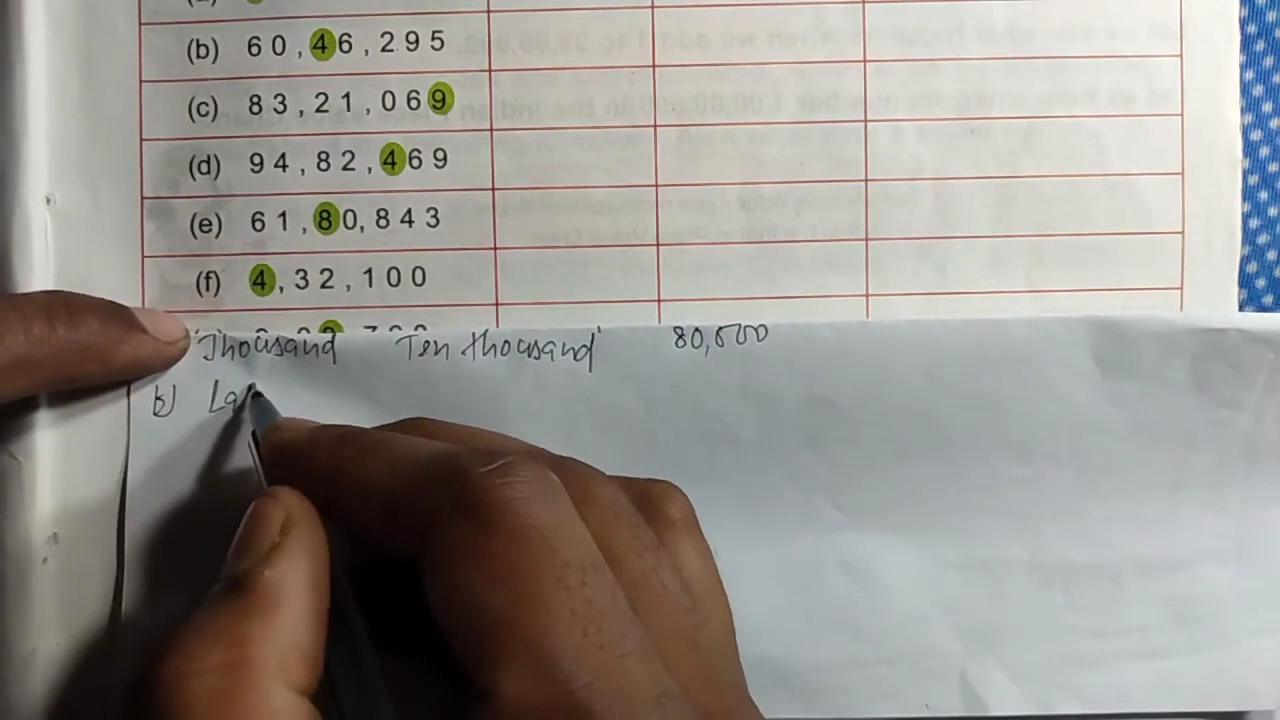 (b) 60,46,295
(c) 83,21,069
(d) 94,82,469
(e) 61,80,843
(f) 4,32,100
Thousand Ten thousand 80,000
b) La